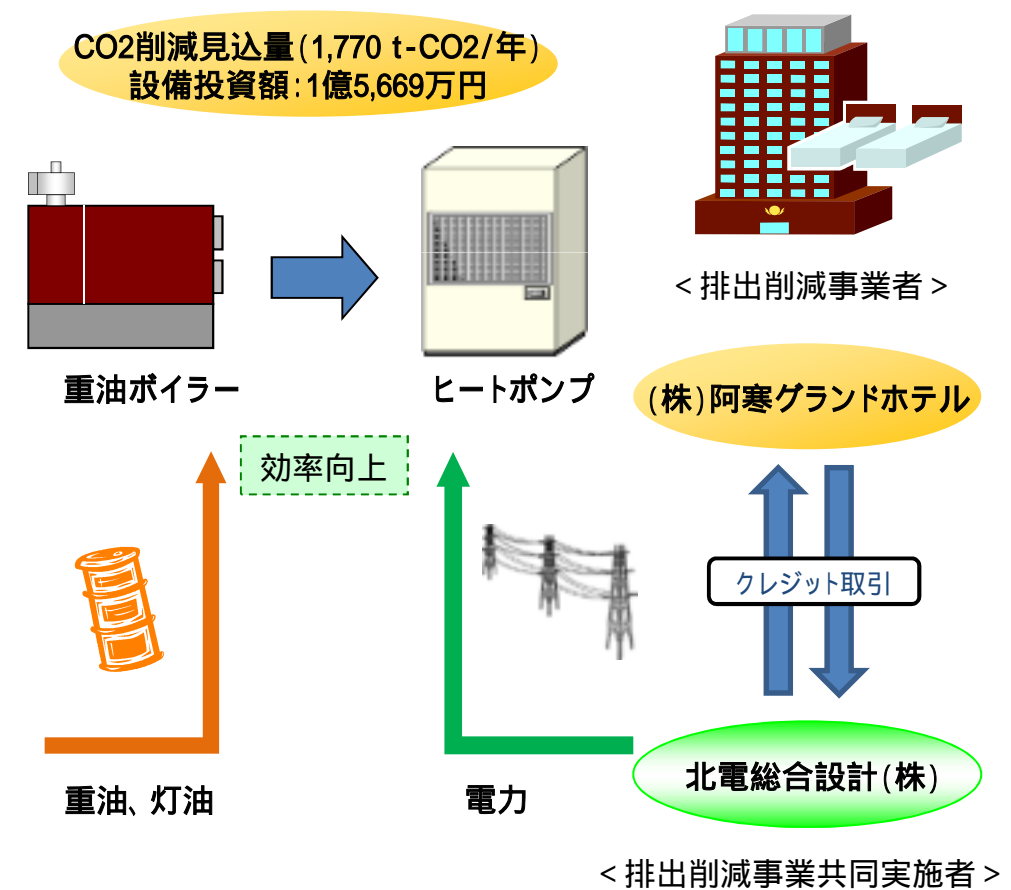 CO2削減見込量(1,770 t-CO2/年)
設備投資額:1億5,669万円
<排出削減事業者>
重油ボイラー
ヒートポンプ
(株)阿寒グランドホテル
効率向上
クレジット取引
重油、灯油
電力
北電総合設計(株)
<排出削減事業共同実施者>